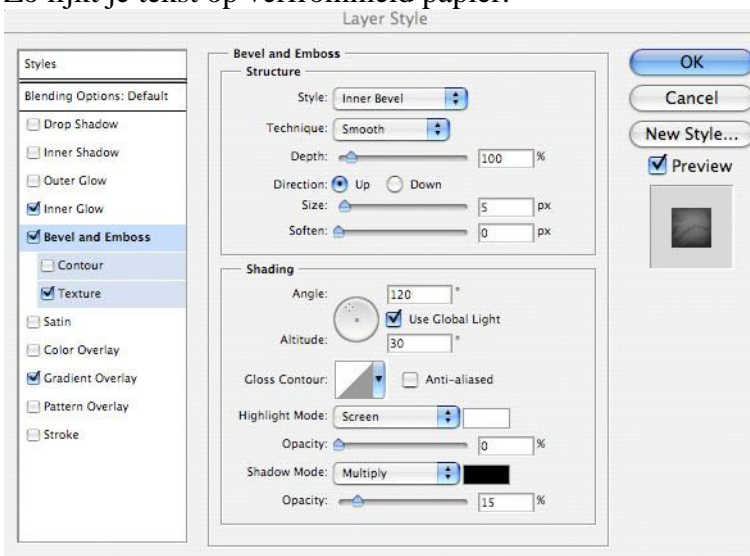 Zo lijkt je tekst op verfrommeld papier.
Layer Style
Styles
Blending Options: Default
Drop Shadow
Inner Shadow
Outer Glow
Inner Glow
Bevel and Emboss
Contour
Texture
Satin
Color Overlay
Gradient Overlay
Pattern Overlay
Stroke
Bevel and Emboss
Structure
Style: Inner Bevel
Technique: Smooth
Depth: 100 %
Direction: Up Down
Size: 5 px
Soften: 0 px
Shading
Angle: 120 °
Use Global Light
Altitude: 30 °
Gloss Contour: Anti-aliased
Highlight Mode: Screen
Opacity: 0 %
Shadow Mode: Multiply
Opacity: 15 %
OK
Cancel
New Style...
Preview